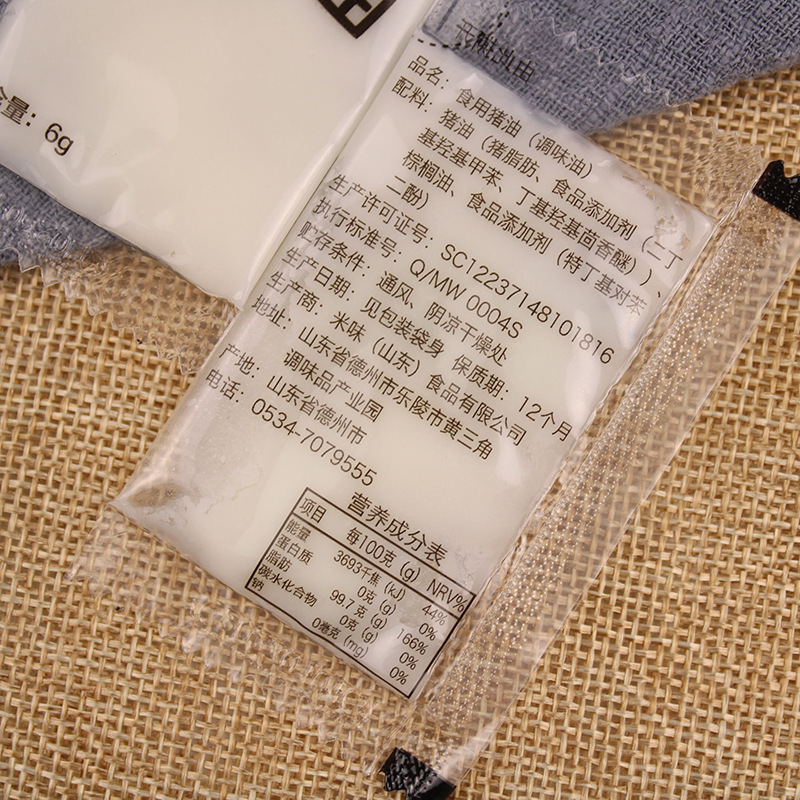 含量：6g
品名：食用猪油（调味油）
配料：猪油（猪脂肪、食品添加剂（二丁
基羟基甲苯、丁基羟基茴香醚））、
棕榈油、食品添加剂（特丁基对苯
二酚）
生产许可证号：SC12237148101816
执行标准号：Q/MW 0004S
贮存条件：通风、阴凉干燥处
生产日期：见包装袋身 保质期：12个月
生产商：米味（山东）食品有限公司
地址：山东省德州市乐陵市黄三角
调味品产业园
产地：山东省德州市
电话：0534-7079555
营养成分表
项目 每100克 (g) NRV%
能量 3693千焦 (kJ) 44%
蛋白质 0克 (g) 0%
脂肪 99.7克 (g) 166%
碳水化合物 0克 (g) 0%
钠 0毫克 (mg) 0%